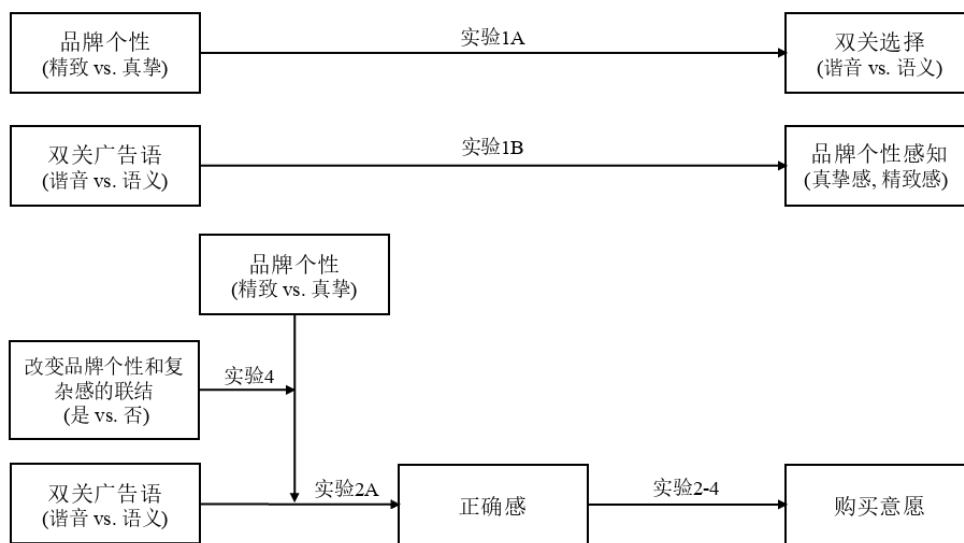 品牌个性
(精致 vs. 真挚)
实验1A
双关选择
(谐音 vs. 语义)
双关广告语
(谐音 vs. 语义)
实验1B
品牌个性感知
(真挚感, 精致感)
品牌个性
(精致 vs. 真挚)
改变品牌个性和复
杂感的联结
(是 vs. 否)
实验4
双关广告语
(谐音 vs. 语义)
实验2A
正确感
实验2-4
购买意愿